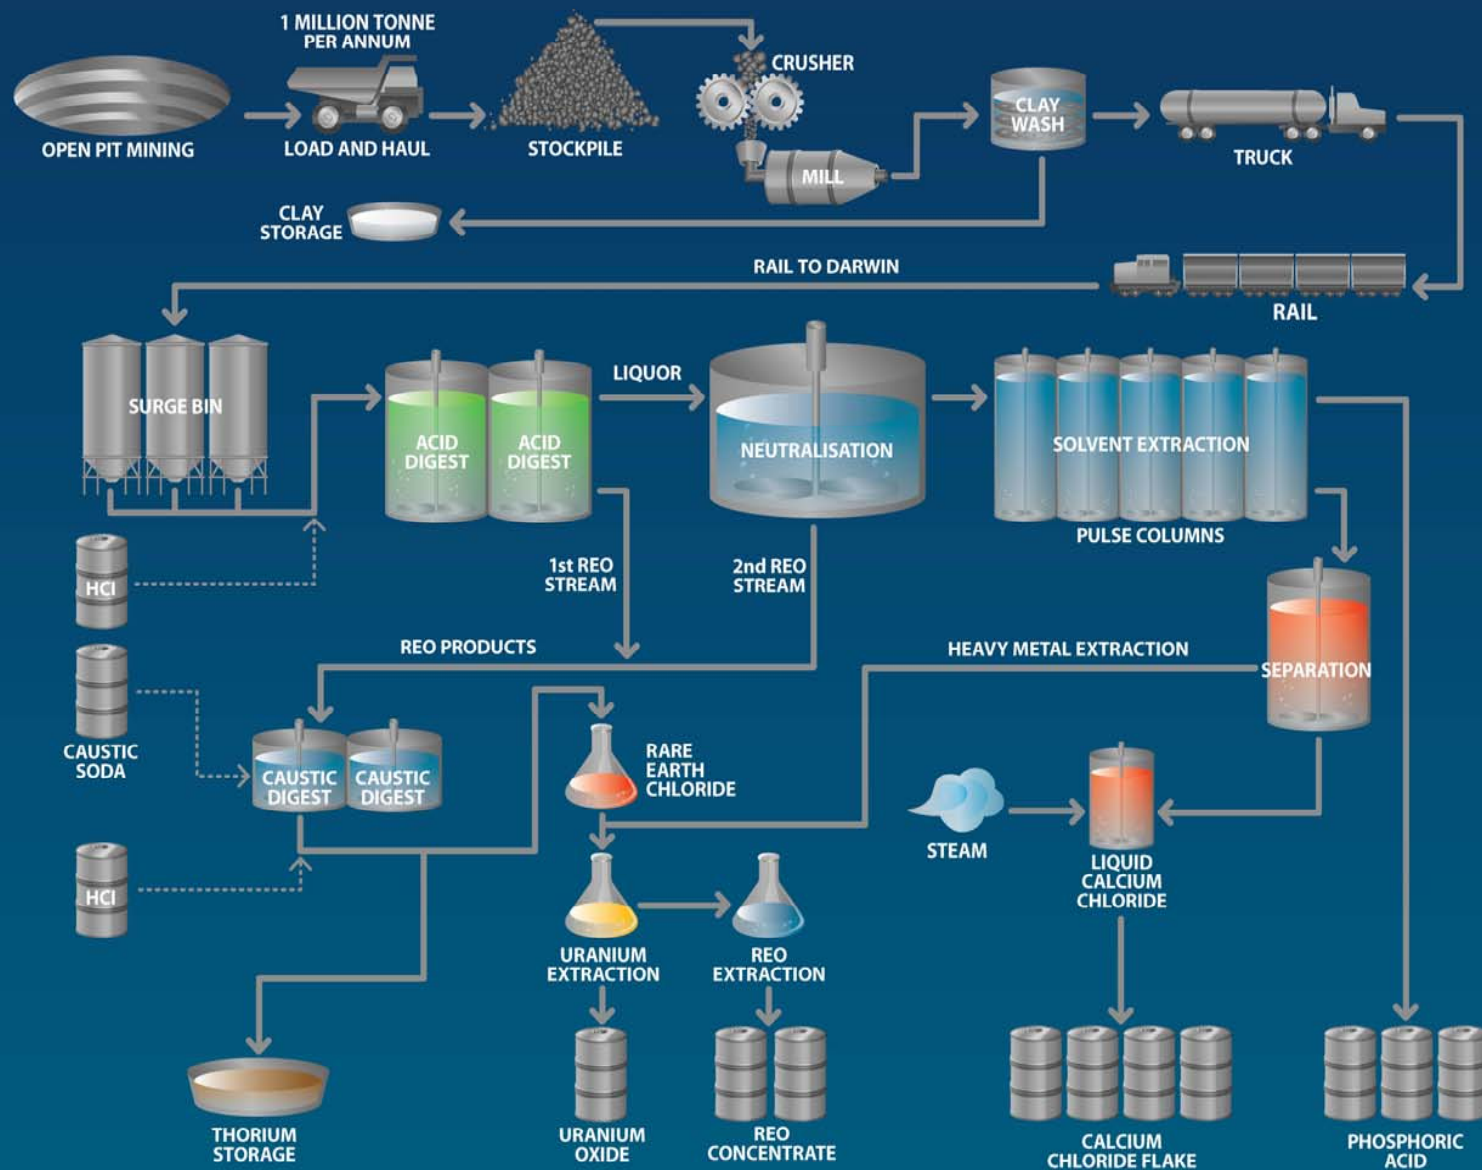 1 MILLION TONNE
PER ANNUM
OPEN PIT MINING
LOAD AND HAUL
STOCKPILE
CRUSHER
MILL
CLAY
WASH
TRUCK
CLAY
STORAGE
RAIL TO DARWIN
RAIL
SURGE BIN
ACID
DIGEST
ACID
DIGEST
LIQUOR
NEUTRALISATION
SOLVENT EXTRACTION
PULSE COLUMNS
HCl
1st REO
STREAM
2nd REO
STREAM
REO PRODUCTS
HEAVY METAL EXTRACTION
SEPARATION
CAUSTIC
SODA
CAUSTIC
DIGEST
CAUSTIC
DIGEST
RARE
EARTH
CHLORIDE
STEAM
LIQUID
CALCIUM
CHLORIDE
HCl
URANIUM
EXTRACTION
REO
EXTRACTION
THORIUM
STORAGE
URANIUM
OXIDE
REO
CONCENTRATE
CALCIUM
CHLORIDE FLAKE
PHOSPHORIC
ACID